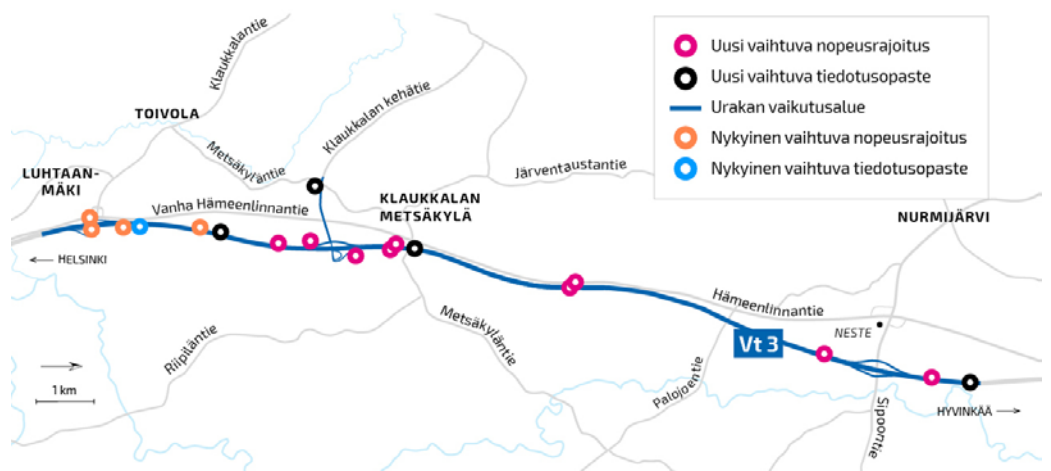 Uusi vaihtuva nopeusrajoitus
Uusi vaihtuva tiedotusopaste
Urakan vaikutusalue
Nykyinen vaihtuva nopeusrajoitus
Nykyinen vaihtuva tiedotusopaste
Klaukkalantie
TOIVOLA
Klaukkalan kehätie
Metsäkyläntie
Järventaustantie
LUHTAAN-
MÄKI
Vanha Hämeenlinnantie
KLAUKKALAN
METSÄKYLÄ
NURMIJÄRVI
HELSINKI
Hämeenlinnantie
NESTE
Vt 3
Riipiläntie
Metsäkyläntie
Palojoentie
Sipoontie
1 km
HYVINKÄÄ